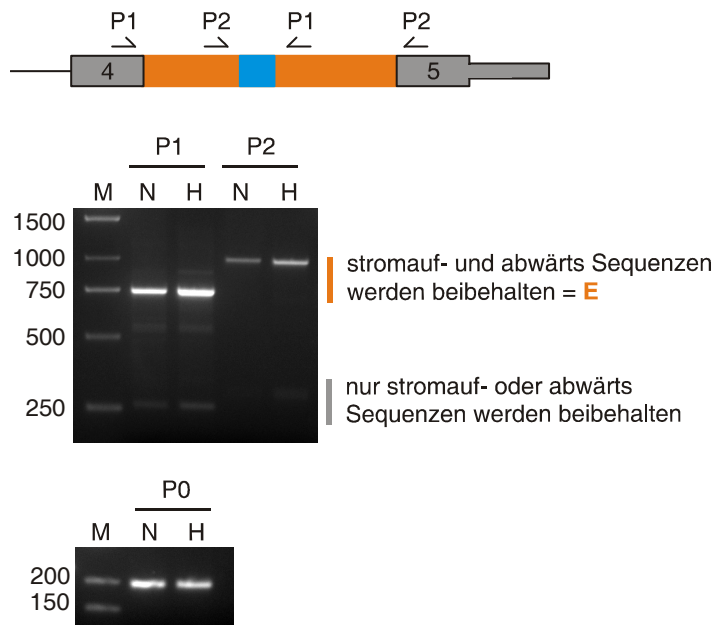 P1 P2 P1 P2
4 5
P1 P2
M N H N H
1500
1000
750
500
250
stromauf- und abwärts Sequenzen
werden beibehalten = E
nur stromauf- oder abwärts
Sequenzen werden beibehalten
P0
M N H
200
150